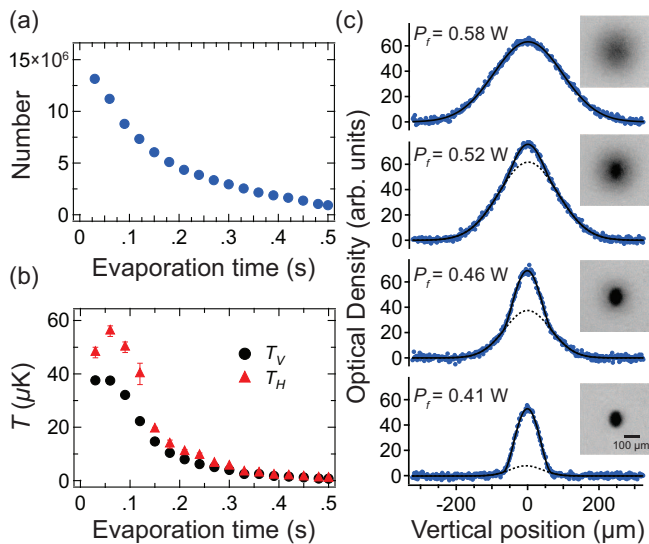 (a)
15×10⁶
10
5
0
Number
0 .1 .2 .3 .4 .5
Evaporation time (s)
(b)
60
40
20
0
T (µK)
T_V
T_H
0 .1 .2 .3 .4 .5
Evaporation time (s)
(c)
Optical Density (arb. units)
P_f = 0.58 W
60
40
20
0
P_f = 0.52 W
60
40
20
0
P_f = 0.46 W
60
40
20
0
P_f = 0.41 W
60
40
20
0
100 µm
-200 0 200
Vertical position (µm)